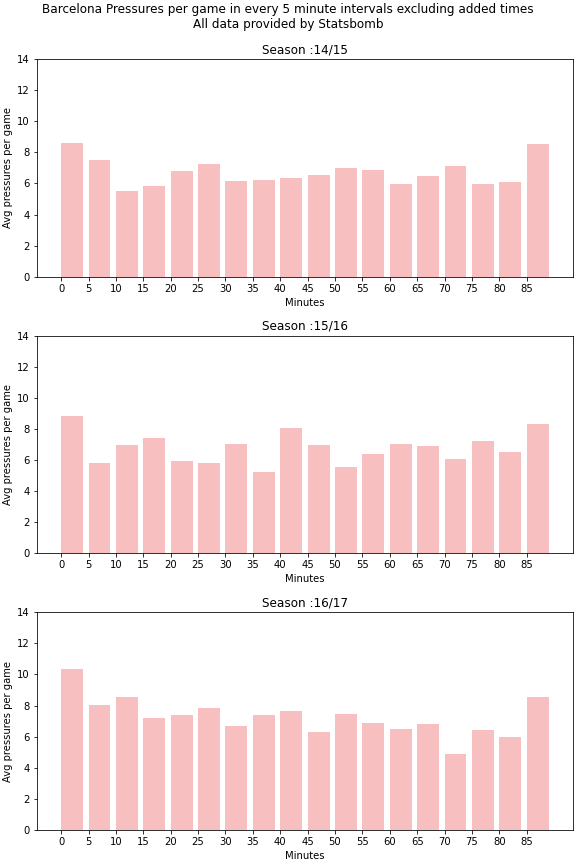 Barcelona Pressures per game in every 5 minute intervals excluding added times
All data provided by Statsbomb
Season :14/15
14
12
10
8
6
4
2
0
Avg pressures per game
0 5 10 15 20 25 30 35 40 45 50 55 60 65 70 75 80 85
Minutes
Season :15/16
14
12
10
8
6
4
2
0
Avg pressures per game
0 5 10 15 20 25 30 35 40 45 50 55 60 65 70 75 80 85
Minutes
Season :16/17
14
12
10
8
6
4
2
0
Avg pressures per game
0 5 10 15 20 25 30 35 40 45 50 55 60 65 70 75 80 85
Minutes